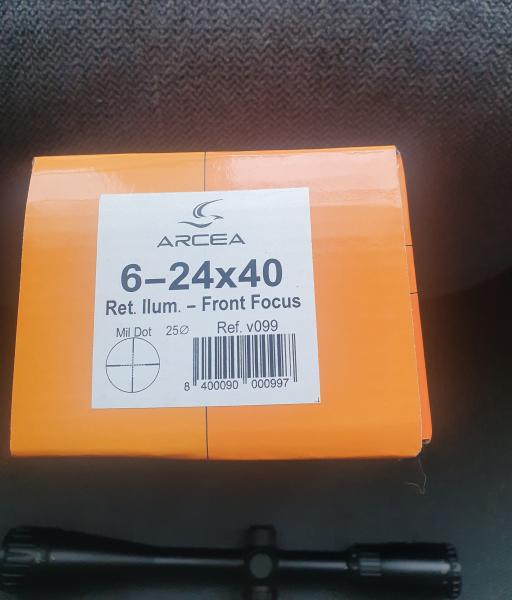 ARCEA
6–24x40
Ret. Ilum. – Front Focus
Mil Dot 25∅ Ref. v099
8 400090 000997